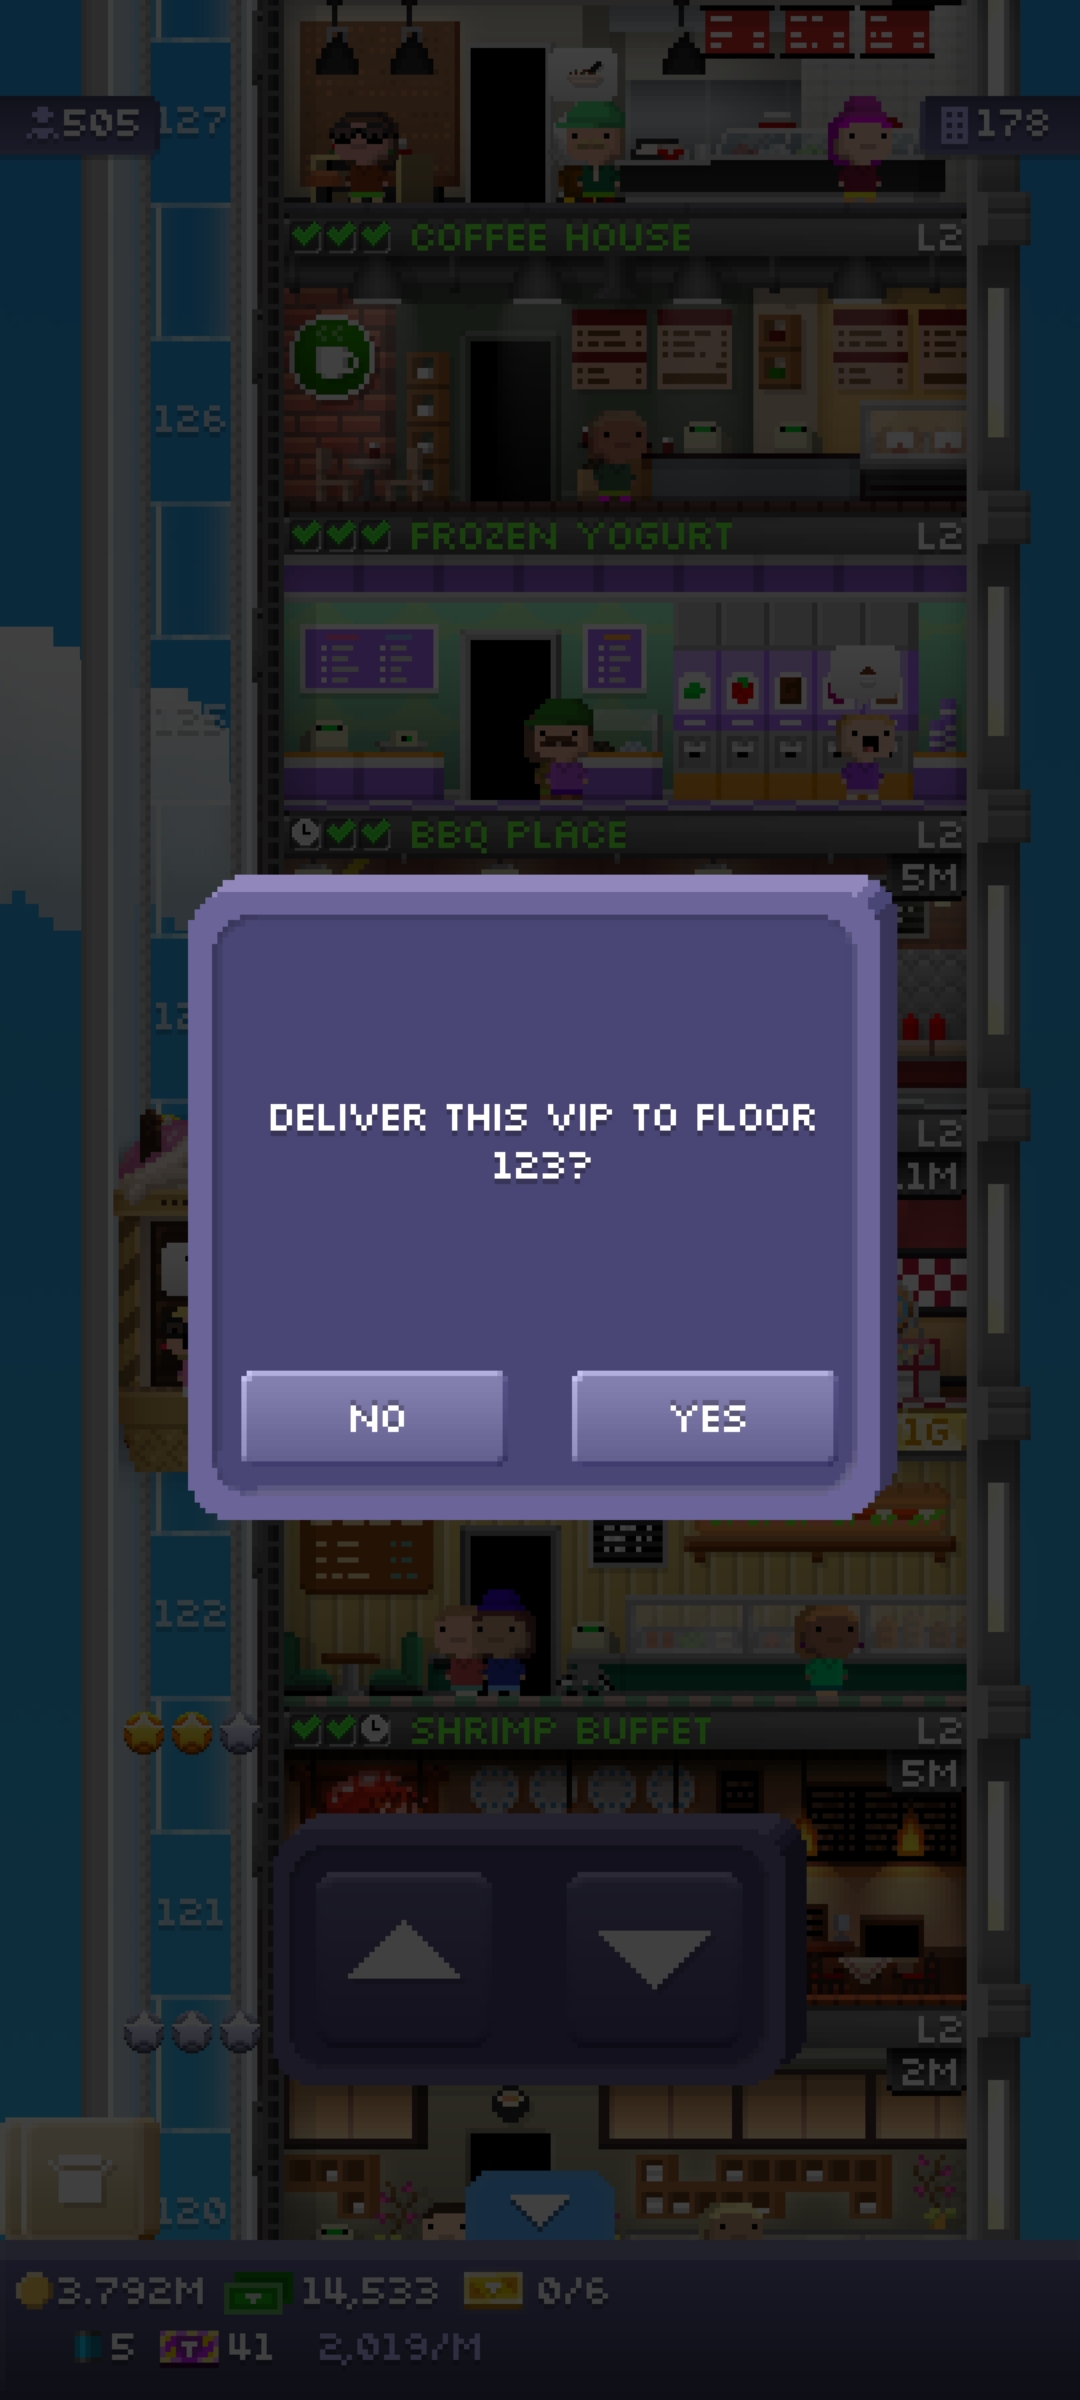 505
127
178
COFFEE HOUSE
L2
126
FROZEN YOGURT
L2
125
BBQ PLACE
L2
5M
DELIVER THIS VIP TO FLOOR
123?
L2
.1M
NO
YES
1G
122
SHRIMP BUFFET
L2
5M
121
L2
2M
120
3.792M
14,533
0/6
5
T
41
2,019/M